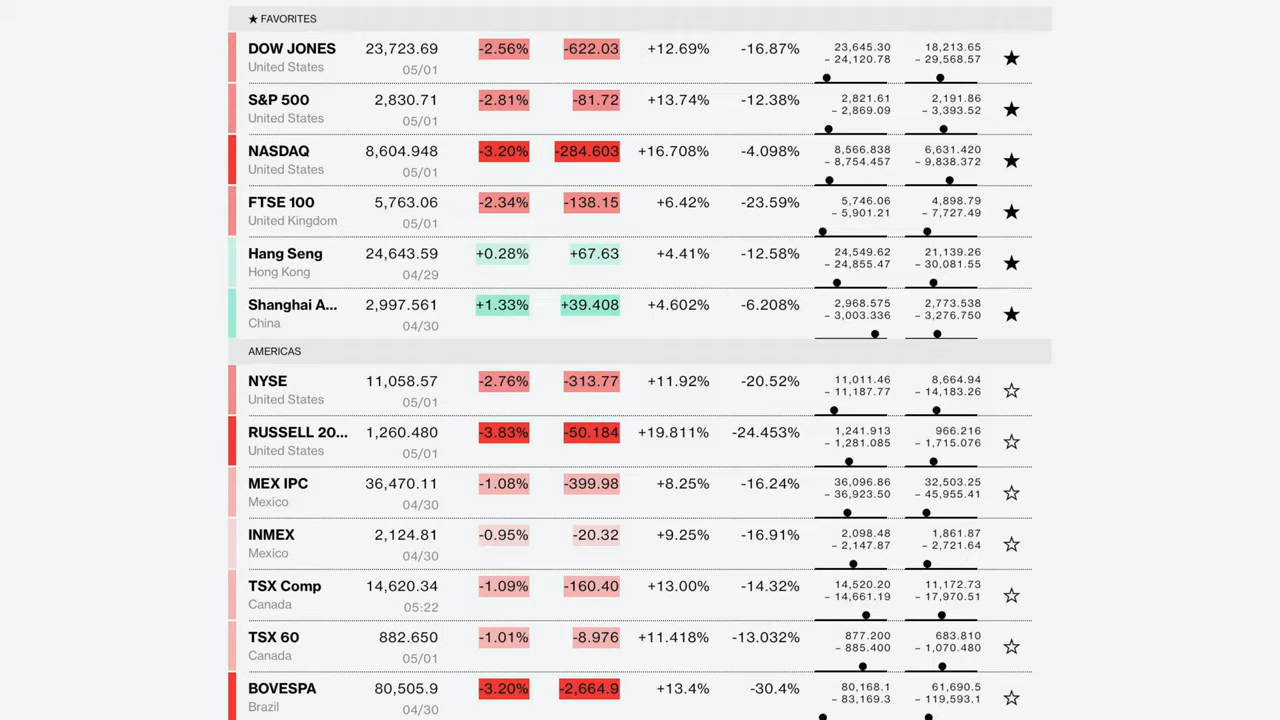 ★ FAVORITES
DOW JONES 23,723.69 -2.56% -622.03 +12.69% -16.87% 23,645.30 18,213.65
United States 05/01 – 24,120.78 – 29,568.57
S&P 500 2,830.71 -2.81% -81.72 +13.74% -12.38% 2,821.61 2,191.86
United States 05/01 – 2,869.09 – 3,393.52
NASDAQ 8,604.948 -3.20% -284.603 +16.708% -4.098% 8,566.838 6,631.420
United States 05/01 – 8,754.457 – 9,838.372
FTSE 100 5,763.06 -2.34% -138.15 +6.42% -23.59% 5,746.06 4,898.79
United Kingdom 05/01 – 5,901.21 – 7,727.49
Hang Seng 24,643.59 +0.28% +67.63 +4.41% -12.58% 24,549.62 21,139.26
Hong Kong 04/29 – 24,855.47 – 30,081.55
Shanghai A... 2,997.561 +1.33% +39.408 +4.602% -6.208% 2,968.575 2,773.538
China 04/30 – 3,003.336 – 3,276.750
AMERICAS
NYSE 11,058.57 -2.76% -313.77 +11.92% -20.52% 11,011.46 8,664.94
United States 05/01 – 11,187.77 – 14,183.26
RUSSELL 20... 1,260.480 -3.83% -50.184 +19.811% -24.453% 1,241.913 966.216
United States 05/01 – 1,281.085 – 1,715.076
MEX IPC 36,470.11 -1.08% -399.98 +8.25% -16.24% 36,096.86 32,503.25
Mexico 04/30 – 36,923.50 – 45,955.41
INMEX 2,124.81 -0.95% -20.32 +9.25% -16.91% 2,098.48 1,861.87
Mexico 04/30 – 2,147.87 – 2,721.64
TSX Comp 14,620.34 -1.09% -160.40 +13.00% -14.32% 14,520.20 11,172.73
Canada 05:22 – 14,661.19 – 17,970.51
TSX 60 882.650 -1.01% -8.976 +11.418% -13.032% 877.200 683.810
Canada 05/01 – 885.400 – 1,070.480
BOVESPA 80,505.9 -3.20% -2,664.9 +13.4% -30.4% 80,168.1 61,690.5
Brazil 04/30 – 83,169.3 – 119,593.1